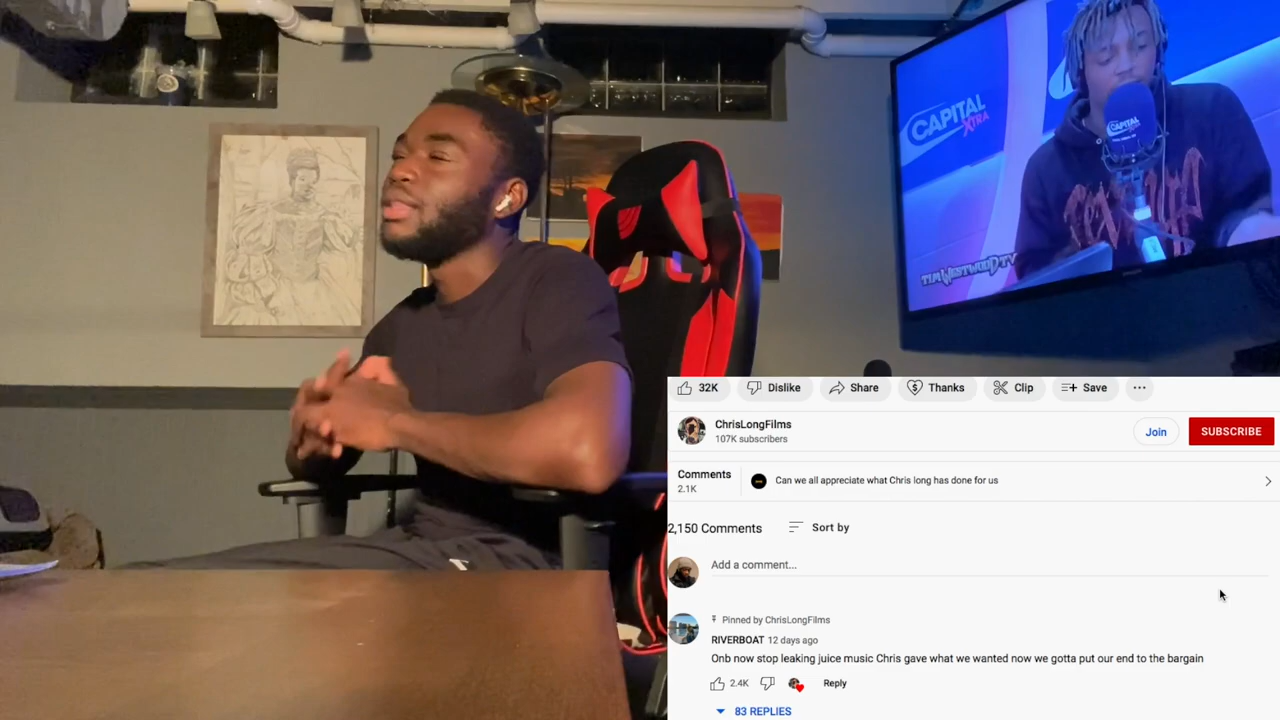 CAPITAL
XTRA
CAPITAL
XTRA
TIMWESTWOODTV
32K Dislike Share Thanks Clip Save
ChrisLongFilms
107K subscribers
Join SUBSCRIBE
Comments
2.1K
Can we all appreciate what Chris long has done for us
2,150 Comments Sort by
Add a comment...
Pinned by ChrisLongFilms
RIVERBOAT 12 days ago
Onb now stop leaking juice music Chris gave what we wanted now we gotta put our end to the bargain
2.4K Reply
83 REPLIES